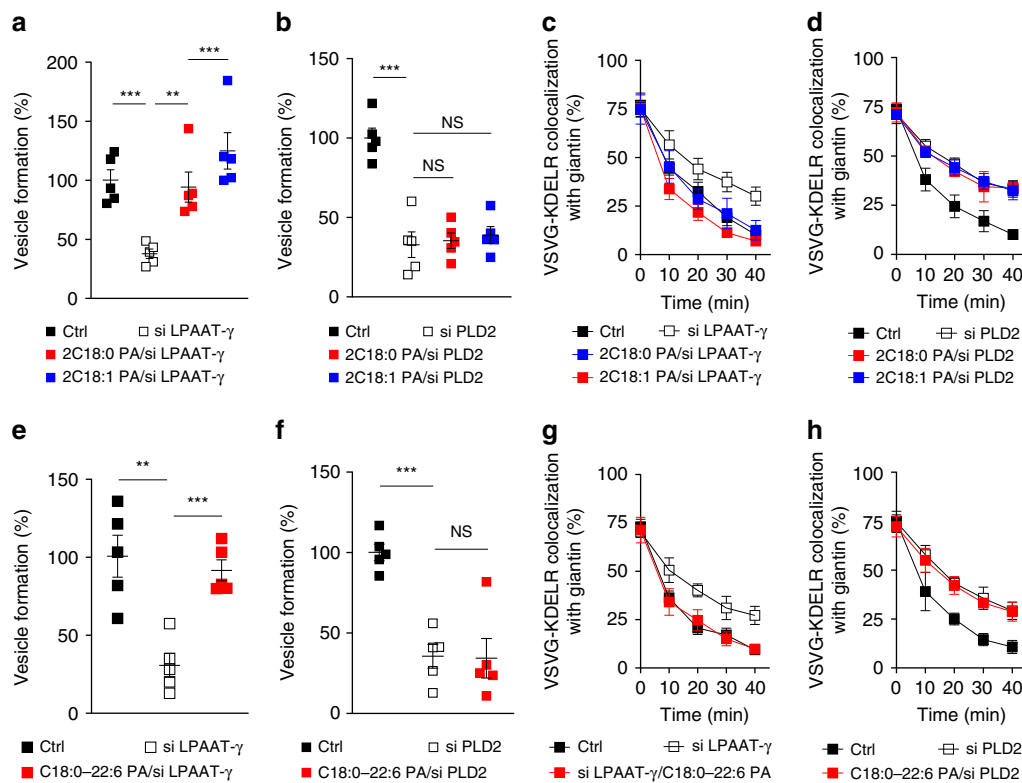 a
Vesicle formation (%)
200
150
100
50
0
***
**
***
Ctrl
si LPAAT-γ
2C18:0 PA/si LPAAT-γ
2C18:1 PA/si LPAAT-γ
b
Vesicle formation (%)
150
100
50
0
***
NS
NS
Ctrl
si PLD2
2C18:0 PA/si PLD2
2C18:1 PA/si PLD2
c
VSVG-KDELR colocalization
with giantin (%)
100
75
50
25
0
0 10 20 30 40
Time (min)
Ctrl
si LPAAT-γ
2C18:0 PA/si LPAAT-γ
2C18:1 PA/si LPAAT-γ
d
VSVG-KDELR colocalization
with giantin (%)
100
75
50
25
0
0 10 20 30 40
Time (min)
Ctrl
si PLD2
2C18:0 PA/si PLD2
2C18:1 PA/si PLD2
e
Vesicle formation (%)
150
100
50
0
**
***
Ctrl
si LPAAT-γ
C18:0–22:6 PA/si LPAAT-γ
f
Vesicle formation (%)
150
100
50
0
***
NS
Ctrl
si PLD2
C18:0–22:6 PA/si PLD2
g
VSVG-KDELR colocalization
with giantin (%)
100
75
50
25
0
0 10 20 30 40
Time (min)
Ctrl
si LPAAT-γ
si LPAAT-γ/C18:0–22:6 PA
h
VSVG-KDELR colocalization
with giantin (%)
100
75
50
25
0
0 10 20 30 40
Time (min)
Ctrl
si PLD2
C18:0–22:6 PA/si PLD2